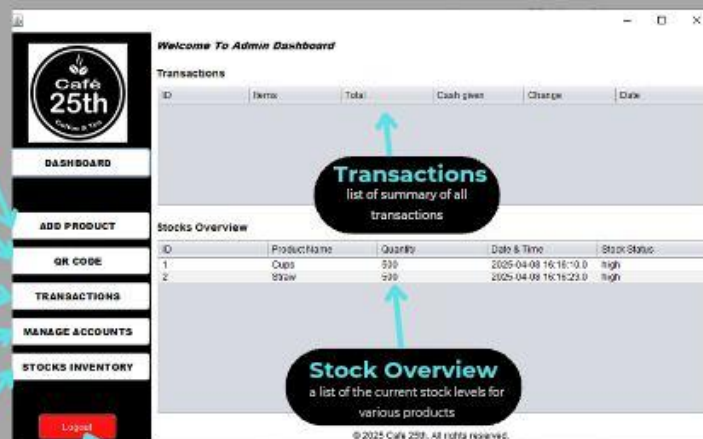 Café
25th
Coffee & Tea
DASHBOARD
ADD PRODUCT
QR CODE
TRANSACTIONS
MANAGE ACCOUNTS
STOCKS INVENTORY
Logout
Welcome To Admin Dashboard
Transactions
ID Items Total Cash given Change Date
Transactions
list of summary of all
transactions
Stocks Overview
ID Product Name Quantity Date & Time Stock Status
1 Cups 500 2025-04-08 16:16:10.0 high
2 Straw 500 2025-04-08 16:16:23.0 high
Stock Overview
a list of the current stock levels for
various products
© 2025 Cafe 25th. All rights reserved.